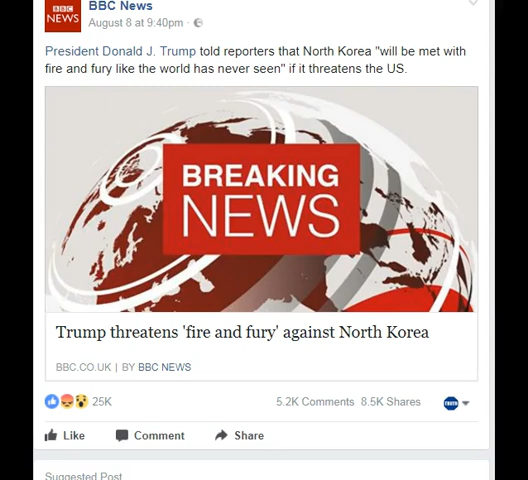 BBC
NEWS
BBC News
August 8 at 9:40pm ·
President Donald J. Trump told reporters that North Korea "will be met with
fire and fury like the world has never seen" if it threatens the US.
BREAKING
NEWS
Trump threatens 'fire and fury' against North Korea
BBC.CO.UK | BY BBC NEWS
25K
5.2K Comments 8.5K Shares
TRUTH
Like Comment Share
Suggested Post